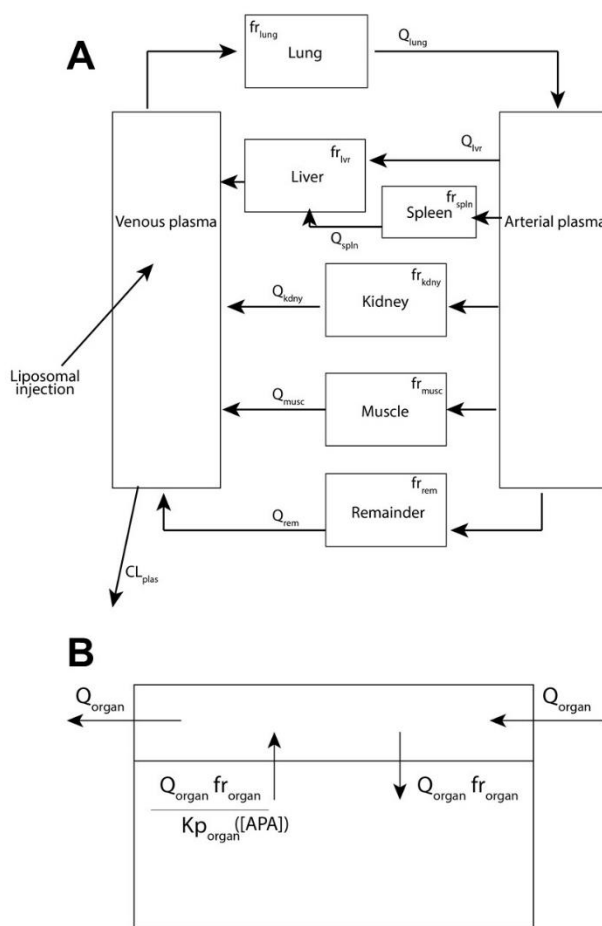 A
fr_lung
Lung
Q_lung
Q_lvr
fr_lvr
Liver
fr_spln
Spleen
Q_spln
Venous plasma
Arterial plasma
fr_kdny
Q_kdny
Kidney
Liposomal
injection
fr_musc
Q_musc
Muscle
fr_rem
Remainder
Q_rem
CL_plas
B
Q_organ
Q_organ
Q_organ fr_organ
Kp_organ([APA])
Q_organ fr_organ